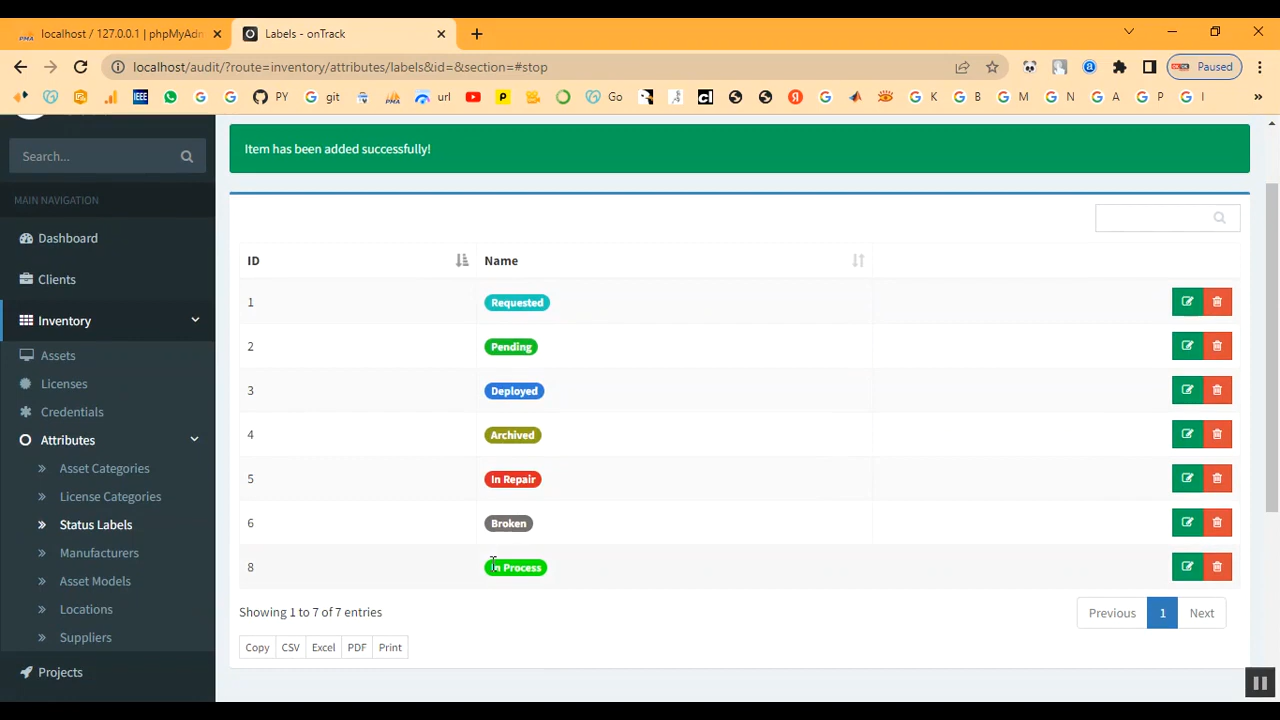 localhost / 127.0.0.1 | phpMyAdn
Labels - onTrack
localhost/audit/?route=inventory/attributes/labels&id=&section=#stop
Paused
IEEE
PY
git
PMA
url
Go
K
B
M
N
A
P
I
Search...
MAIN NAVIGATION
Dashboard
Clients
Inventory
Assets
Licenses
Credentials
Attributes
Asset Categories
License Categories
Status Labels
Manufacturers
Asset Models
Locations
Suppliers
Projects
Item has been added successfully!
ID Name
1 Requested
2 Pending
3 Deployed
4 Archived
5 In Repair
6 Broken
8 In Process
Showing 1 to 7 of 7 entries
Previous 1 Next
Copy CSV Excel PDF Print